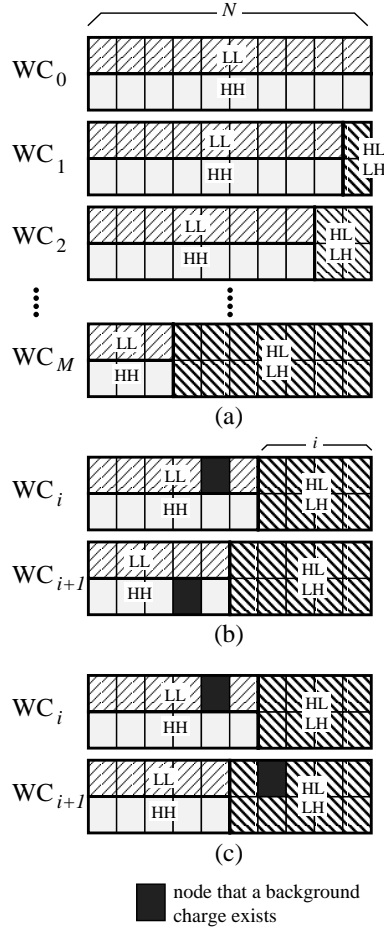 N
WC0
LL
HH
WC1
LL
HH
HL
LH
WC2
LL
HH
HL
LH
WCM
LL
HH
HL
LH
(a)
i
WCi
LL
HH
HL
LH
WCi+1
LL
HH
HL
LH
(b)
WCi
LL
HH
HL
LH
WCi+1
LL
HH
HL
LH
(c)
node that a background
charge exists